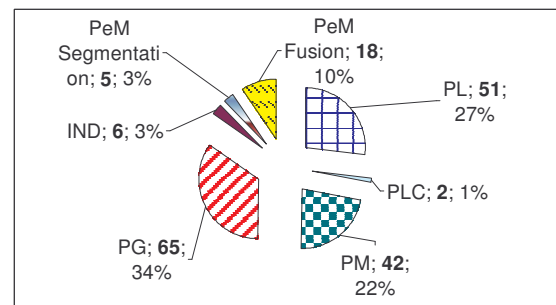 PeM
Segmentati
on; 5; 3%
PeM
Fusion; 18;
10%
PL; 51;
27%
IND; 6; 3%
PLC; 2; 1%
PG; 65;
34%
PM; 42;
22%